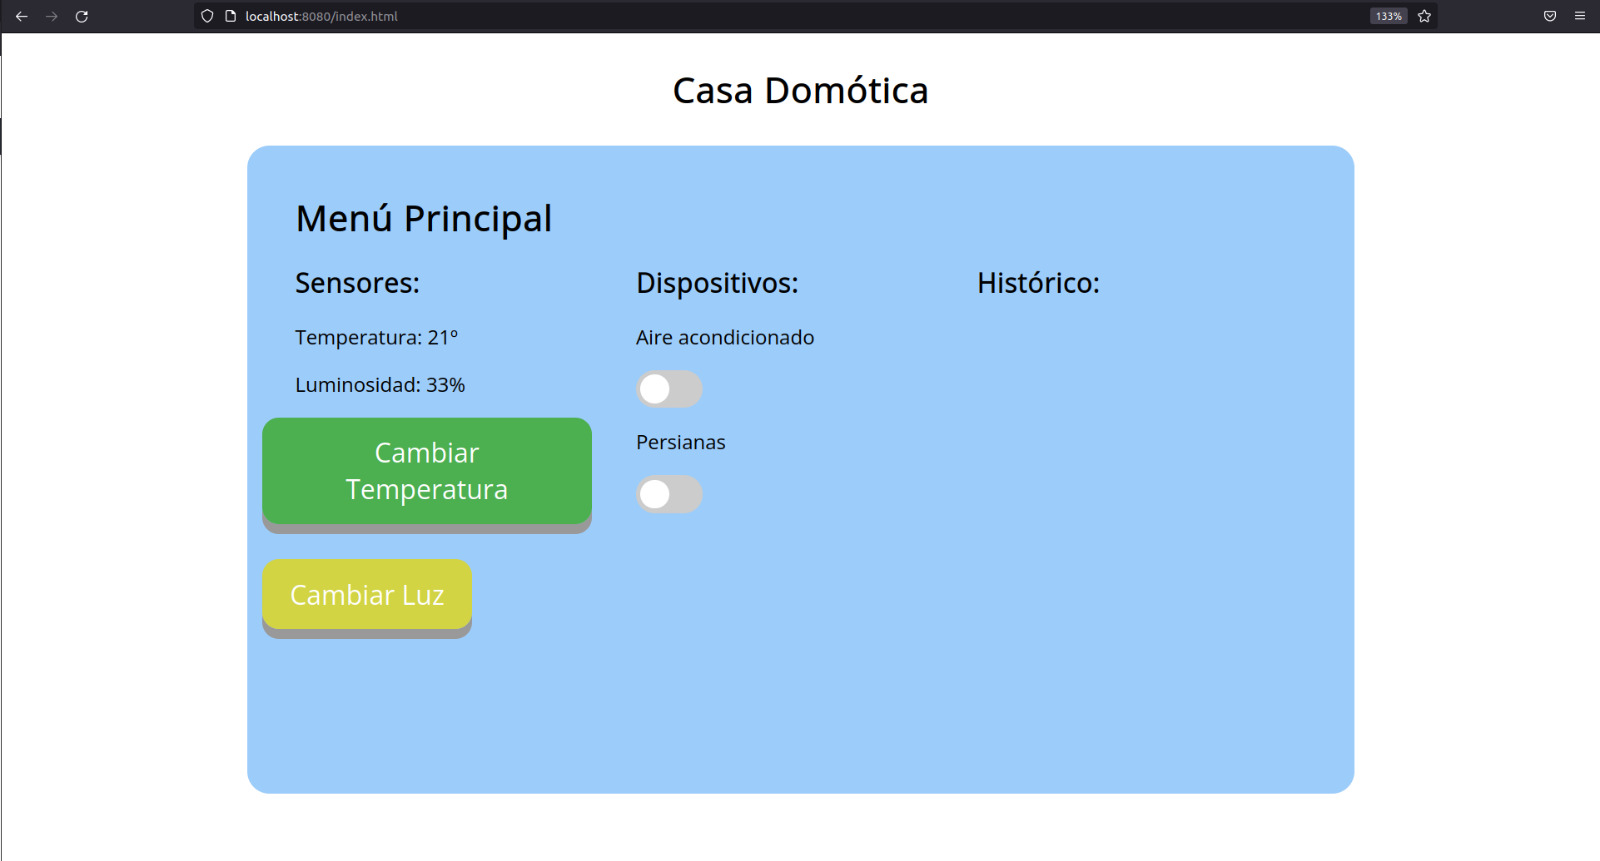 localhost:8080/index.html
133%
Casa Domótica
Menú Principal
Sensores:
Temperatura: 21º
Luminosidad: 33%
Cambiar
Temperatura
Cambiar Luz
Dispositivos:
Aire acondicionado
Persianas
Histórico: